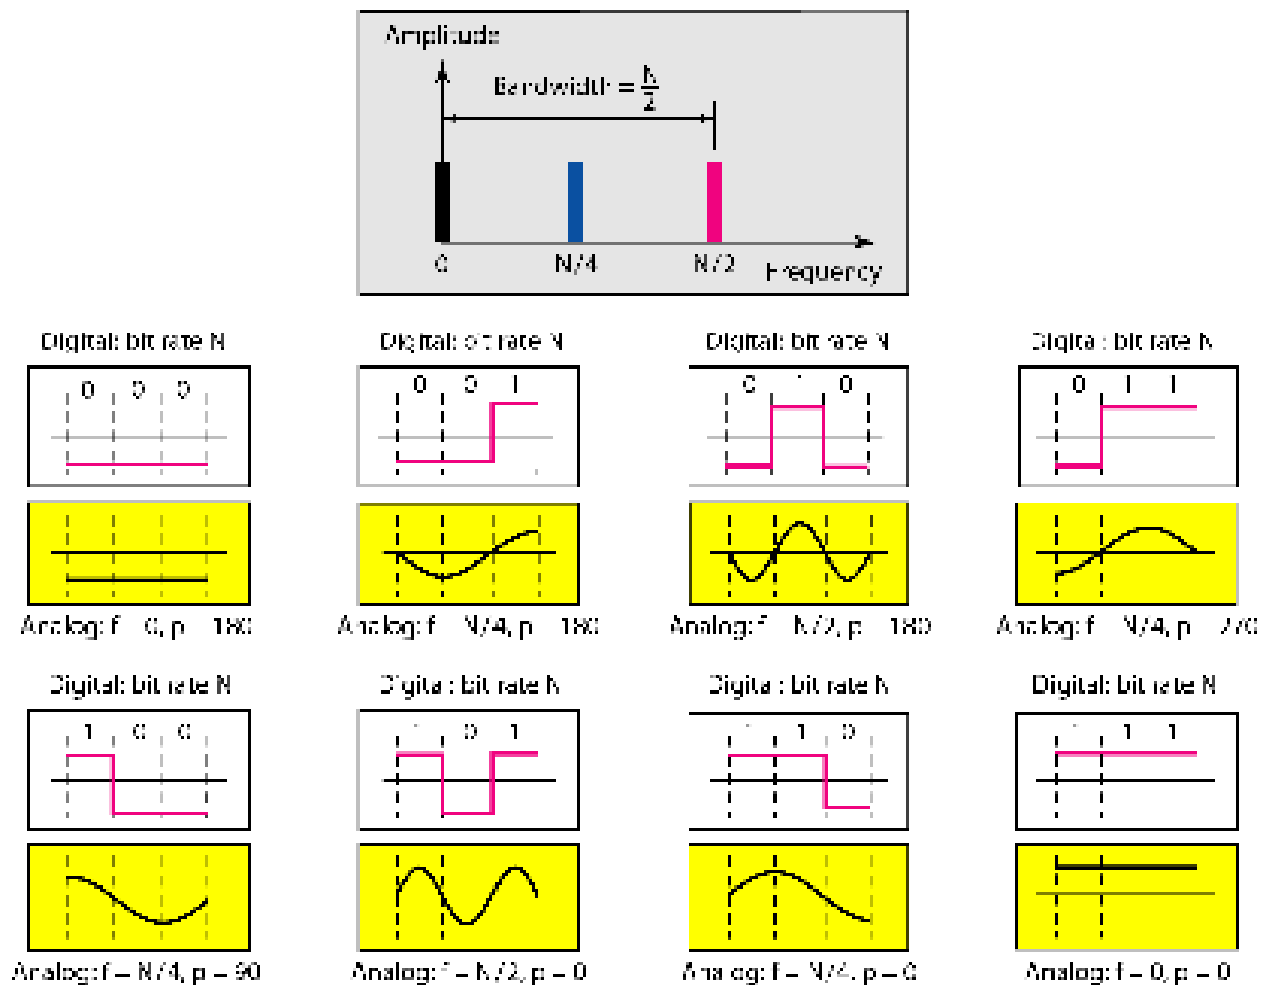 Amplitude
Bandwidth = N/2
0 N/4 N/2 Frequency
Digital: bit rate N Digital: bit rate N Digital: bit rate N Digital: bit rate N
0 0 0 0 0 1 0 1 0 0 1 1
Analog: f = 0, p = 180 Analog: f = N/4, p = 180 Analog: f = N/2, p = 180 Analog: f = N/4, p = 270
Digital: bit rate N Digital: bit rate N Digital: bit rate N Digital: bit rate N
1 0 0 1 0 1 1 1 0 1 1 1
Analog: f = N/4, p = 90 Analog: f = N/2, p = 0 Analog: f = N/4, p = 0 Analog: f = 0, p = 0